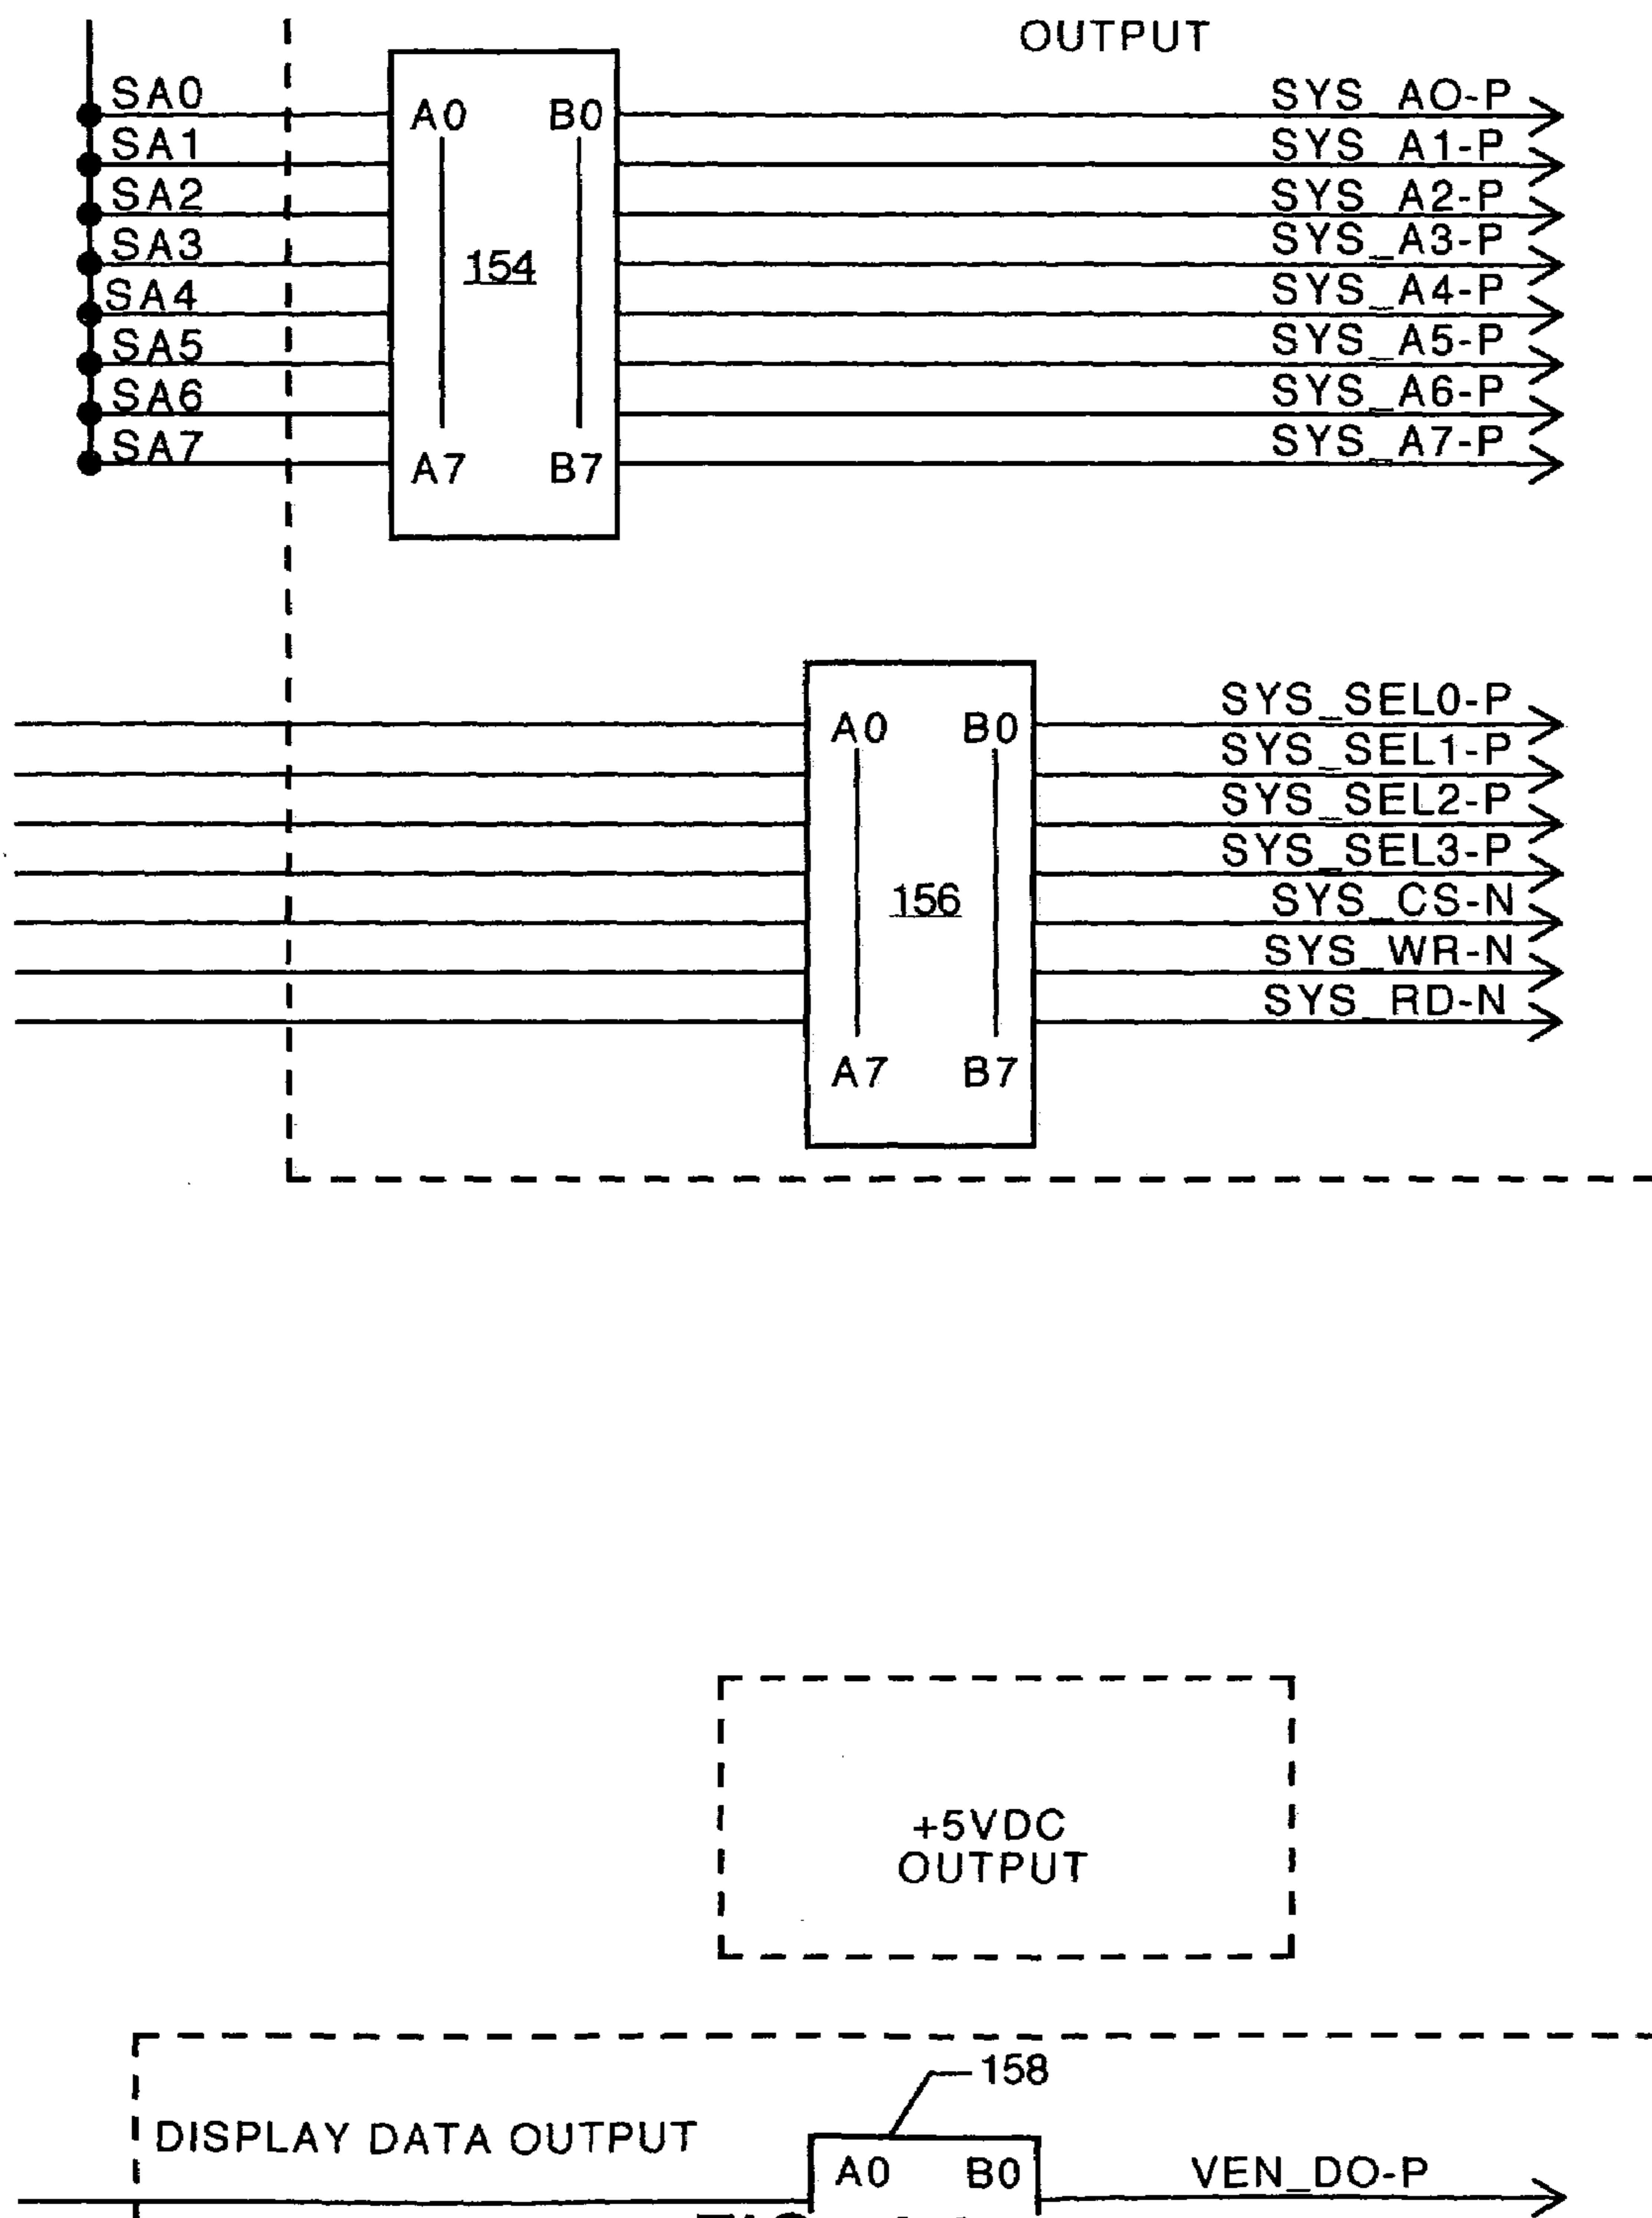 OUTPUT
SA0
SA1
SA2
SA3
SA4
SA5
SA6
SA7
A0 B0
154
A7 B7
SYS_AO-P
SYS_A1-P
SYS_A2-P
SYS_A3-P
SYS_A4-P
SYS_A5-P
SYS_A6-P
SYS_A7-P
A0 B0
156
A7 B7
SYS_SEL0-P
SYS_SEL1-P
SYS_SEL2-P
SYS_SEL3-P
SYS_CS-N
SYS_WR-N
SYS_RD-N
+5VDC
OUTPUT
158
DISPLAY DATA OUTPUT
A0 B0
VEN_DO-P